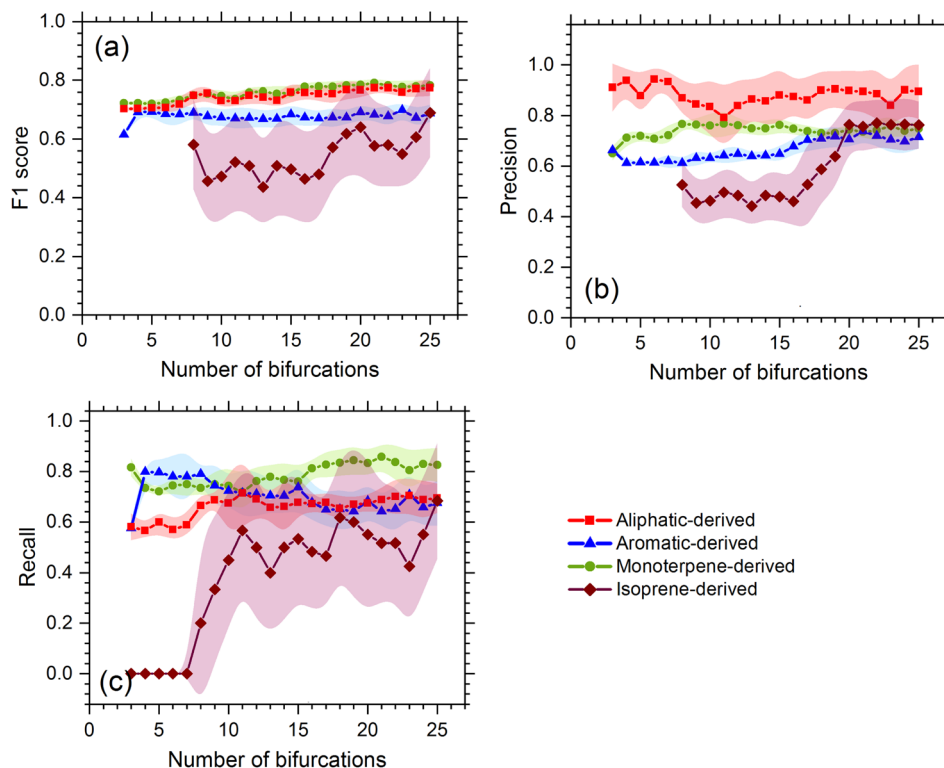 (a)
F1 score
1.0
0.8
0.6
0.4
0.2
0.0
0 5 10 15 20 25
Number of bifurcations
(b)
Precision
1.0
0.8
0.6
0.4
0.2
0.0
0 5 10 15 20 25
Number of bifurcations
(c)
Recall
1.0
0.8
0.6
0.4
0.2
0.0
0 5 10 15 20 25
Number of bifurcations
Aliphatic-derived
Aromatic-derived
Monoterpene-derived
Isoprene-derived